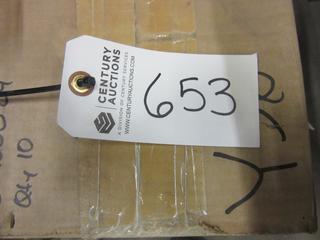 CENTURY
AUCTIONS
A DIVISION OF CENTURY SERVICES
WWW.CENTURYAUCTIONS.COM
653
- Qty 10